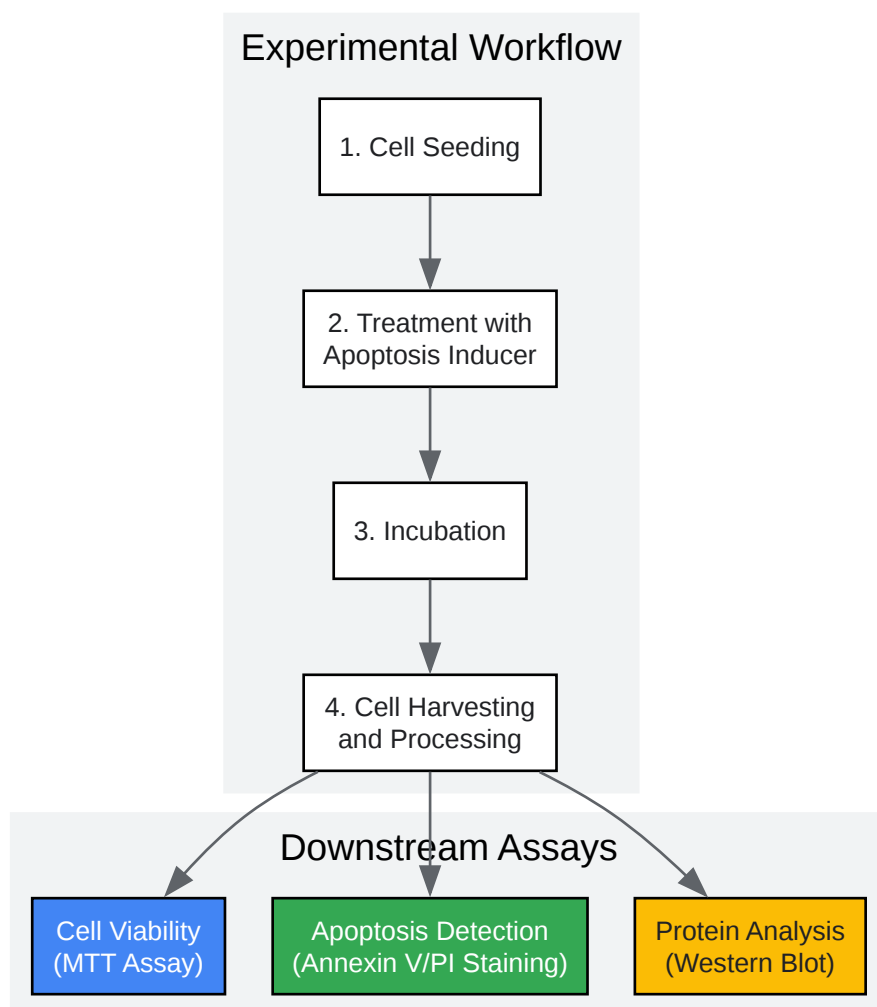 Experimental Workflow
1. Cell Seeding
2. Treatment with
Apoptosis Inducer
3. Incubation
4. Cell Harvesting
and Processing
Downstream Assays
Cell Viability
(MTT Assay)
Apoptosis Detection
(Annexin V/PI Staining)
Protein Analysis
(Western Blot)